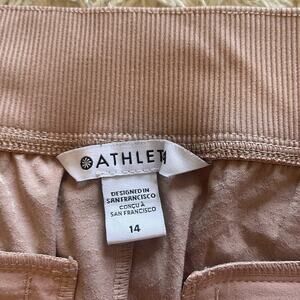 ATHLETA
DESIGNED IN
SAN FRANCISCO
CONÇU À
SAN FRANCISCO
14